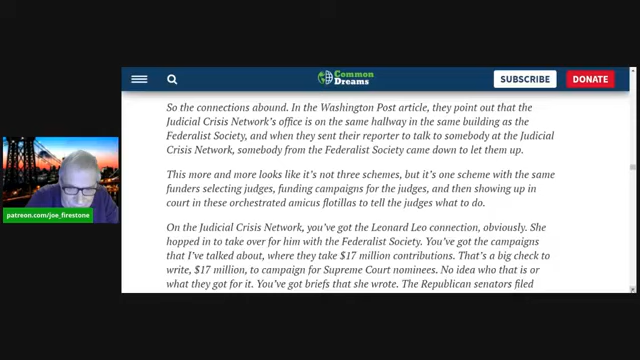 Common
Dreams
SUBSCRIBE
DONATE
So the connections abound. In the Washington Post article, they point out that the
Judicial Crisis Network's office is on the same hallway in the same building as the
Federalist Society, and when they sent their reporter to talk to somebody at the Judicial
Crisis Network, somebody from the Federalist Society came down to let them up.
This more and more looks like it's not three schemes, but it's one scheme with the same
funders selecting judges, funding campaigns for the judges, and then showing up in
court in these orchestrated amicus flotillas to tell the judges what to do.
On the Judicial Crisis Network, you've got the Leonard Leo connection, obviously. She
hopped in to take over for him with the Federalist Society. You've got the campaigns
that I've talked about, where they take $17 million contributions. That's a big check to
write, $17 million, to campaign for Supreme Court nominees. No idea who that is or
what they got for it. You've got briefs that she wrote. The Republican senators filed
patreon.com/joe_firestone